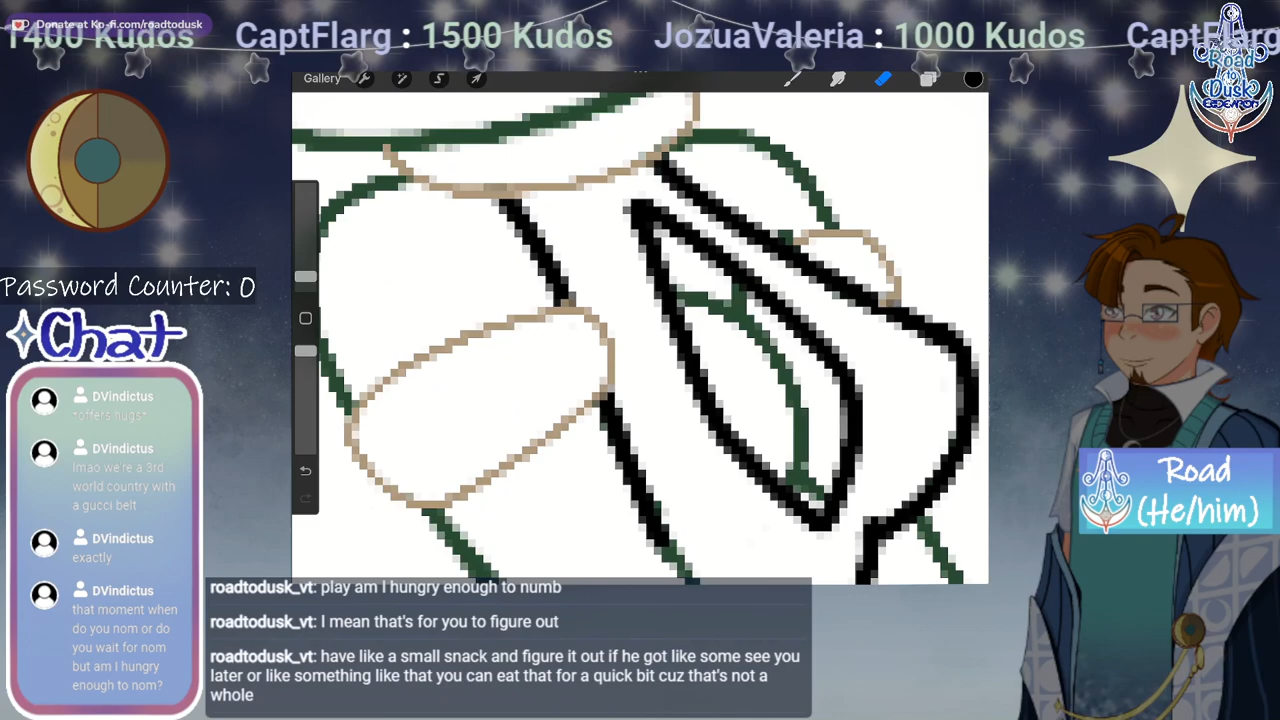 Donate at Ko-fi.com/roadtodusk
1400 Kudos CaptFlarg : 1500 Kudos JozuaValeria : 1000 Kudos CaptFlarg
Road
to
Dusk
Gallery
Password Counter: 0
Chat
DVindictus
*offers hugs*
DVindictus
lmao we're a 3rd
world country with
a gucci belt
DVindictus
exactly
DVindictus
that moment when
do you nom or do
you wait for nom
but am I hungry
enough to nom?
roadtodusk_vt: play am I hungry enough to numb
roadtodusk_vt: I mean that's for you to figure out
roadtodusk_vt: have like a small snack and figure it out if he got like some see you
later or like something like that you can eat that for a quick bit cuz that's not a
whole
Road
(He/him)